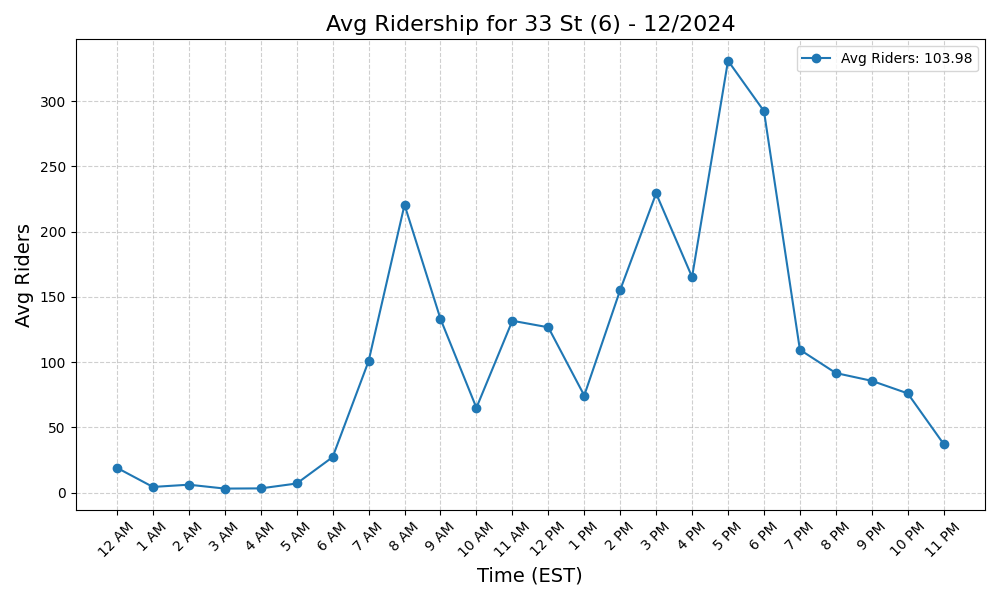 Avg Ridership for 33 St (6) - 12/2024
Avg Riders: 103.98
Avg Riders
300
250
200
150
100
50
0
12 AM
1 AM
2 AM
3 AM
4 AM
5 AM
6 AM
7 AM
8 AM
9 AM
10 AM
11 AM
12 PM
1 PM
2 PM
3 PM
4 PM
5 PM
6 PM
7 PM
8 PM
9 PM
10 PM
11 PM
Time (EST)